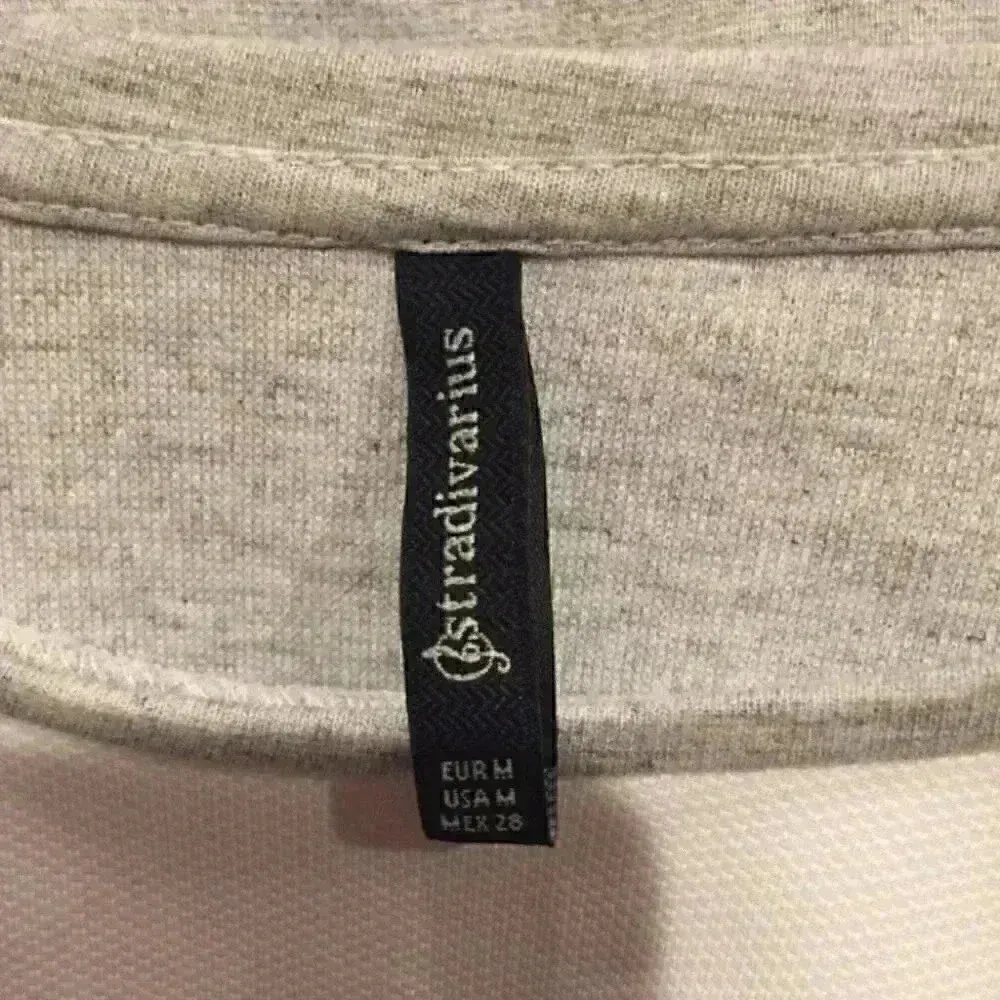 stradivarius
EUR M
USA M
MEX 28